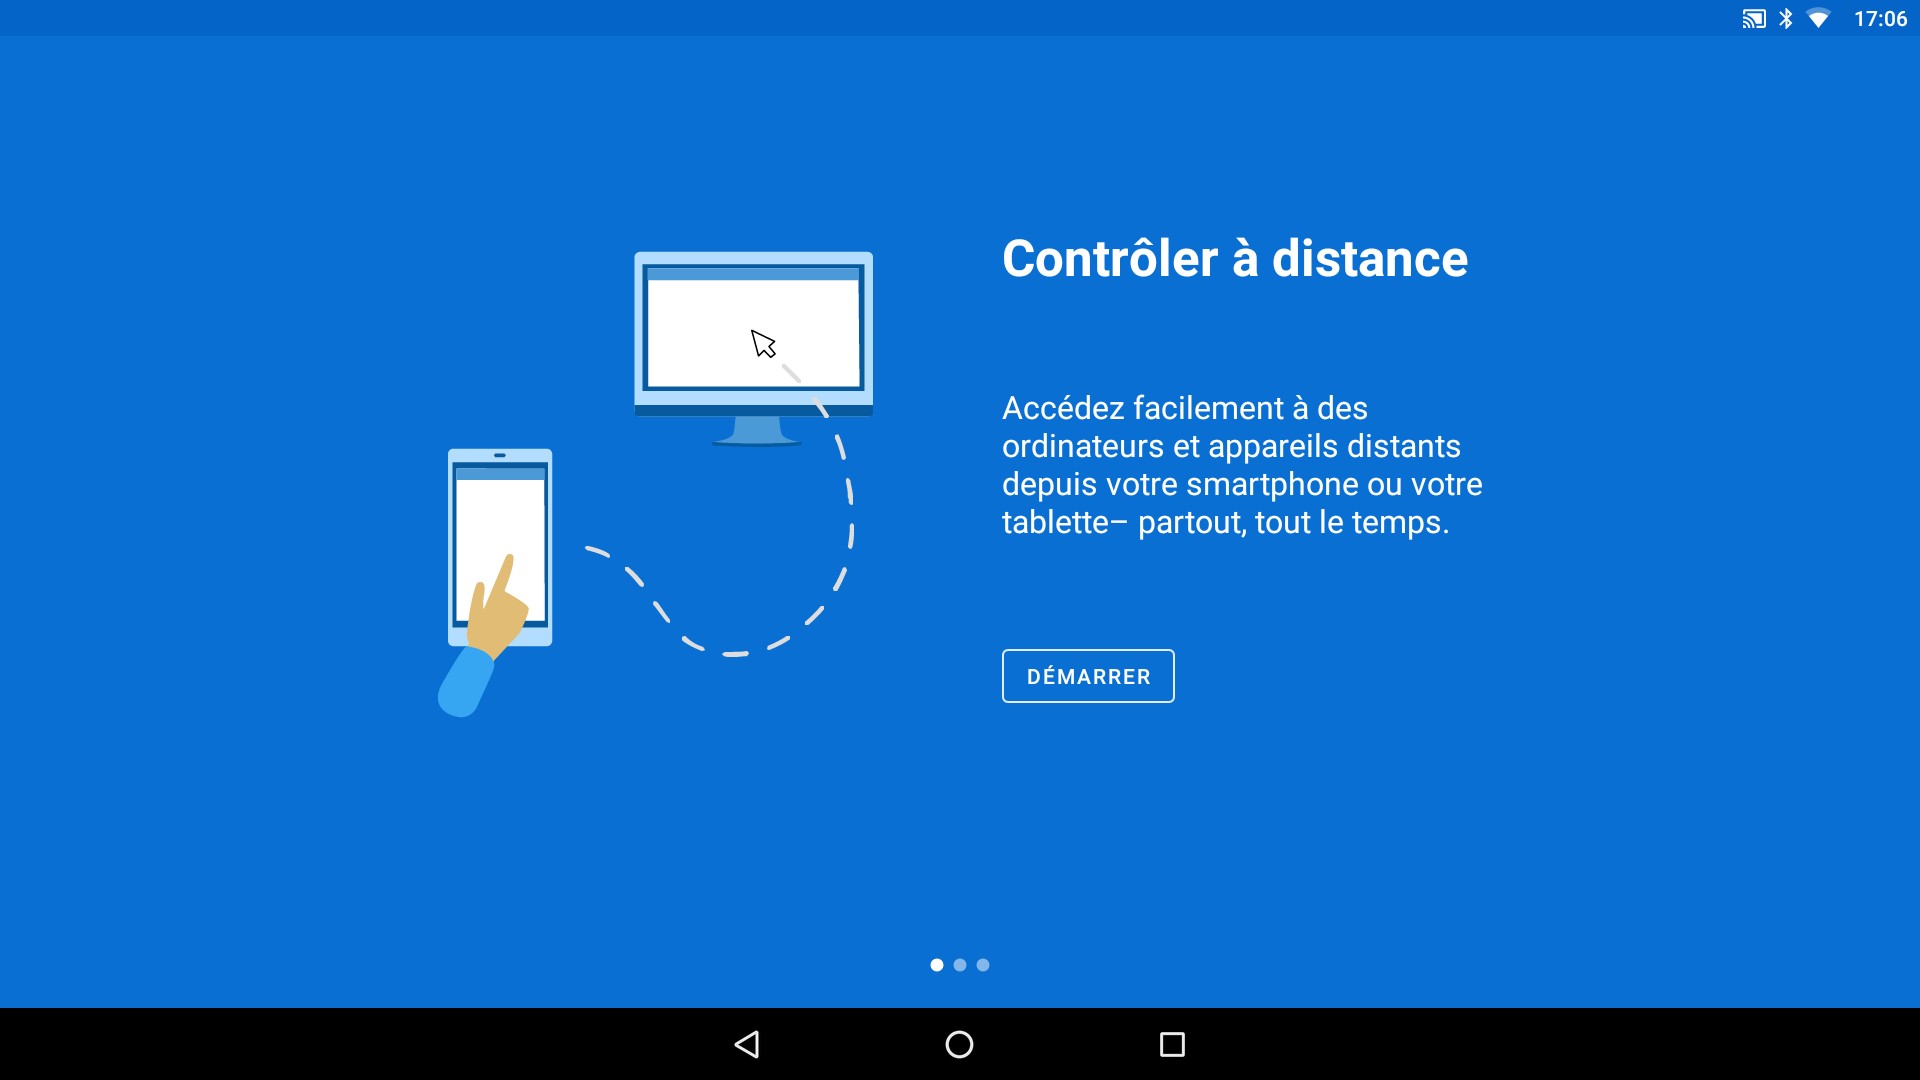 17:06
Contrôler à distance
Accédez facilement à des
ordinateurs et appareils distants
depuis votre smartphone ou votre
tablette– partout, tout le temps.
DÉMARRER